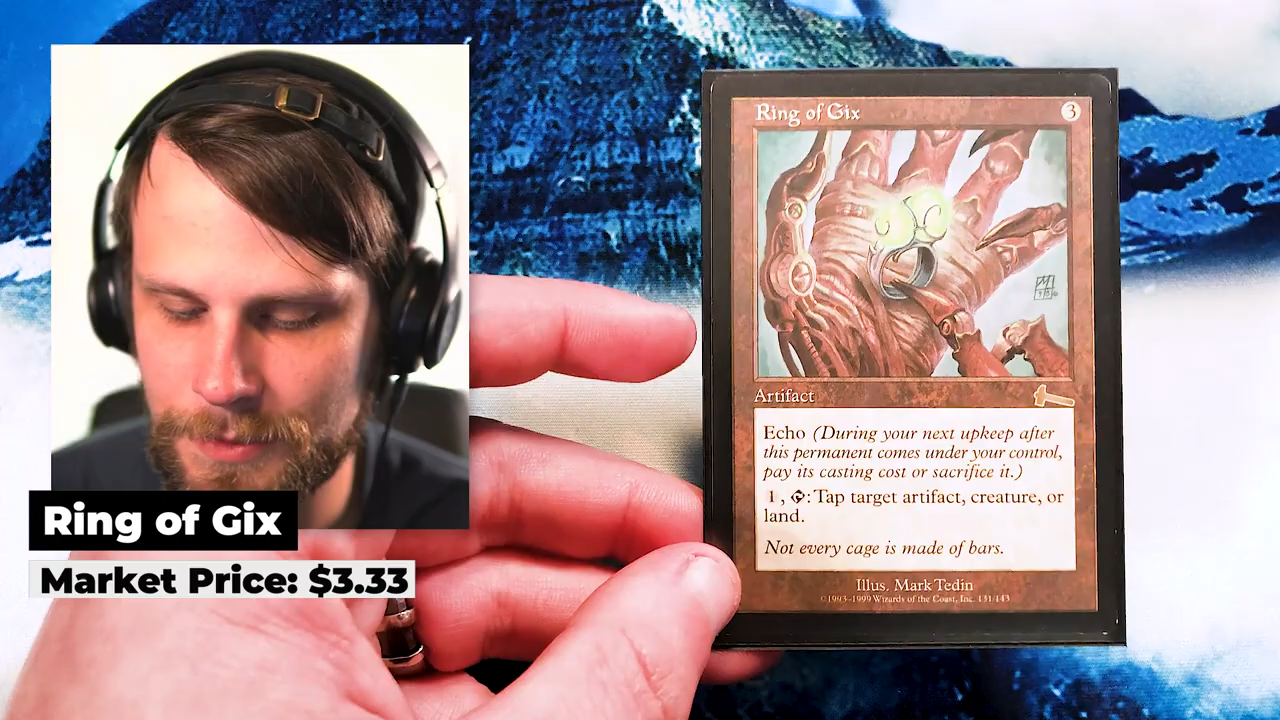 Ring of Gix
Market Price: $3.33
Ring of Gix 3
Artifact
Echo (During your next upkeep after
this permanent comes under your control,
pay its casting cost or sacrifice it.)
1, : Tap target artifact, creature, or
land.
Not every cage is made of bars.
Illus. Mark Tedin
©1993-1999 Wizards of the Coast, Inc. 131/143